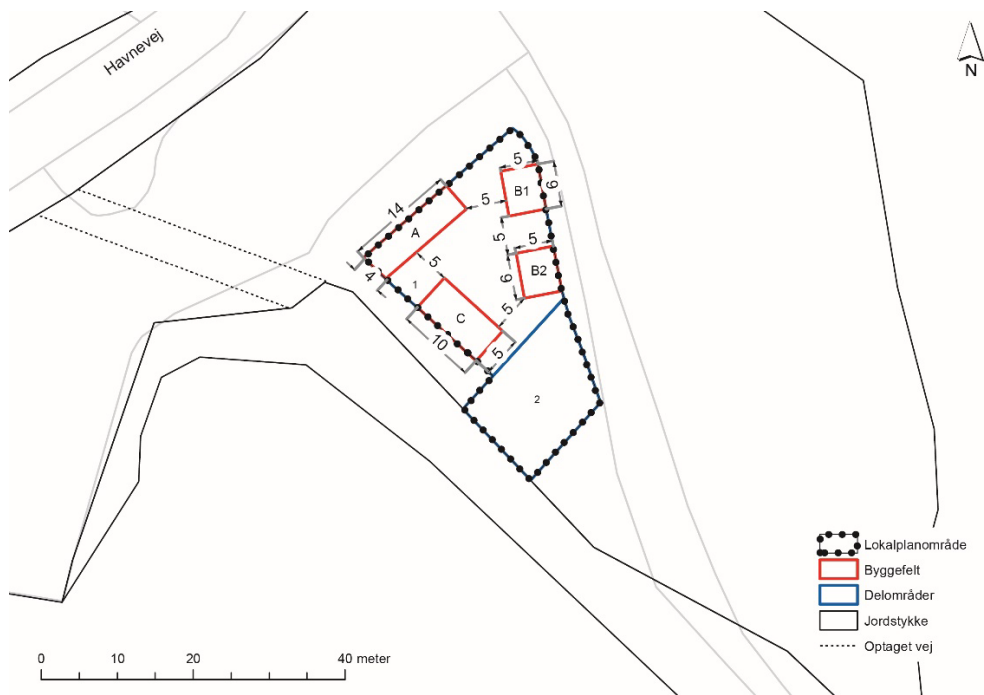 Havnevej
N
5
B1
6
14
A
5
5
5
B2
6
4
1
5
C
5
10
5
2
Lokalplanområde
Byggefelt
Delområder
Jordstykke
Optaget vej
0 10 20 40 meter